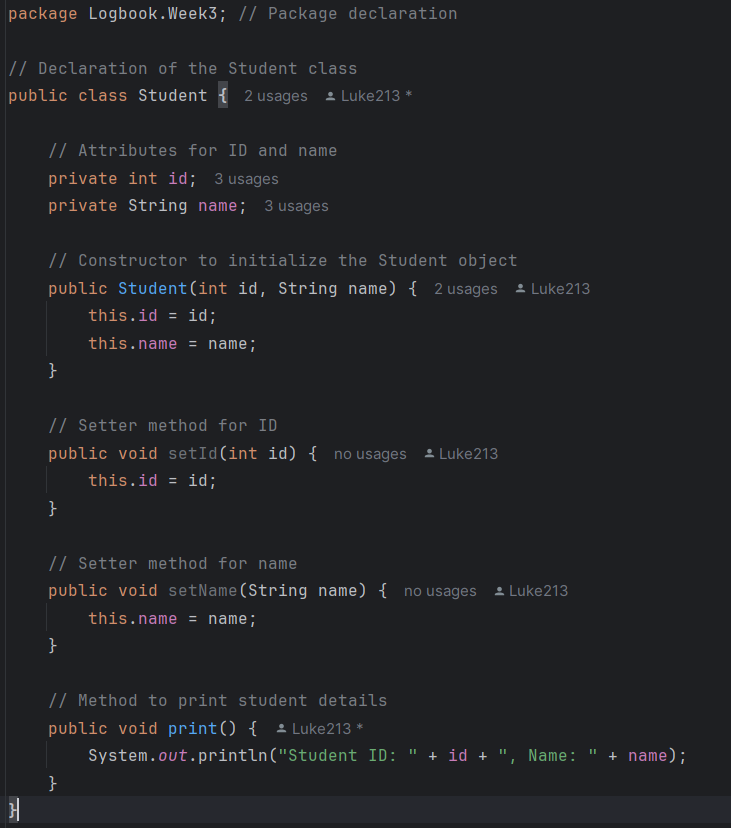 package Logbook.Week3; // Package declaration
// Declaration of the Student class
public class Student { 2 usages Luke213 *
// Attributes for ID and name
private int id; 3 usages
private String name; 3 usages
// Constructor to initialize the Student object
public Student(int id, String name) { 2 usages Luke213
this.id = id;
this.name = name;
}
// Setter method for ID
public void setId(int id) { no usages Luke213
this.id = id;
}
// Setter method for name
public void setName(String name) { no usages Luke213
this.name = name;
}
// Method to print student details
public void print() { Luke213 *
System.out.println("Student ID: " + id + ", Name: " + name);
}
}